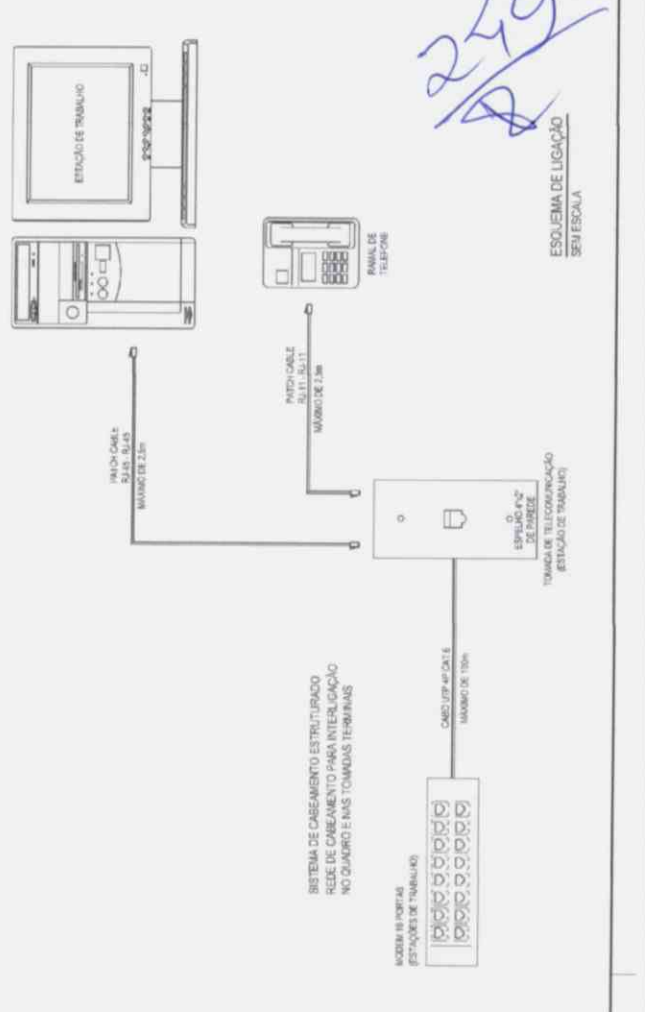 ESTAÇÃO DE TRABALHO
PATCH CABLE
RJ-45 - RJ-45
MÁXIMO DE 2,5m
PATCH CABLE
RJ-11 - RJ-11
MÁXIMO DE 2,5m
RAMAL DE
TELEFONE
249
ESQUEMA DE LIGAÇÃO
SEM ESCALA
SISTEMA DE CABEAMENTO ESTRUTURADO
REDE DE CABEAMENTO PARA INTERLIGAÇÃO
NO QUADRO E NAS TOMADAS TERMINAIS
ESPELHO 4"x2"
DE PAREDE
TOMADA DE TELECOMUNICAÇÃO
(ESTAÇÃO DE TRABALHO)
CABO UTP 4P CAT.6
MÁXIMO DE 100m
MODEM 16 PORTAS
(ESTAÇÕES DE TRABALHO)